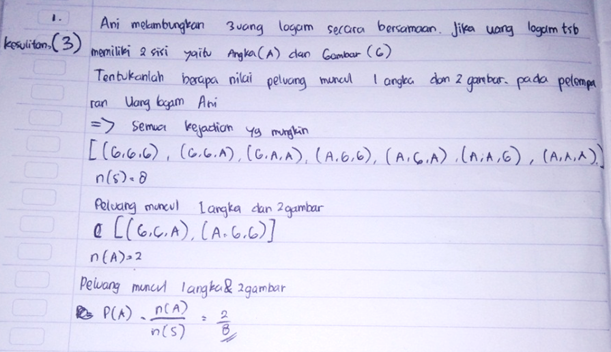 1. Ani melambungkan 3 uang logam secara bersamaan. Jika uang logam tsb
kesulitan (3) memiliki 2 sisi yaitu Angka (A) dan Gambar (G)
Tentukanlah berapa nilai peluang muncul 1 angka dan 2 gambar. pada pelempa
ran Uang logam Ani
=> Semua kejadian yg mungkin
[(G,G,G), (G,G,A), (G,A,A), (A,G,G), (A,G,A), (A,A,G), (A,A,A)]
n(s) = 8
Peluang muncul 1 angka dan 2 gambar
[(G,G,A), (A,G,G)]
n(A) = 2
Peluang muncul 1 angka & 2 gambar
P(A) = n(A)/n(S) = 2/8